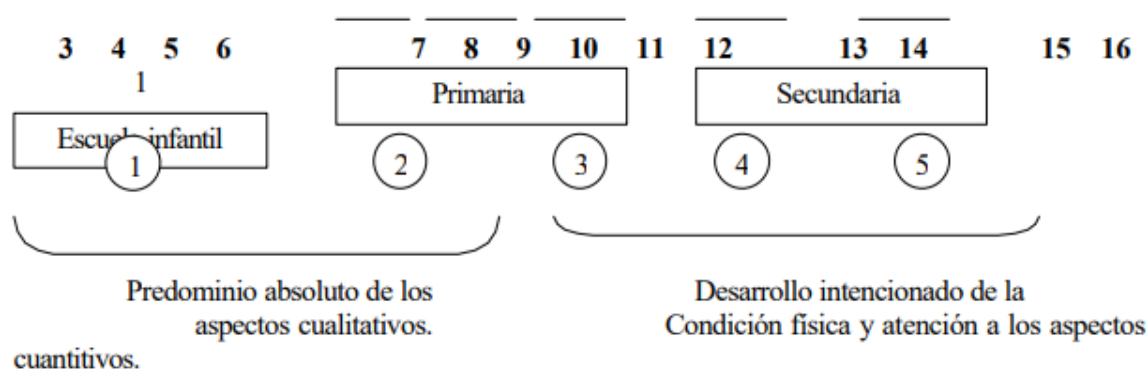 3 4 5 6 7 8 9 10 11 12 13 14 15 16
1
Primaria Secundaria
Escuela infantil
1 2 3 4 5
Predominio absoluto de los Desarrollo intencionado de la
aspectos cualitativos. Condición física y atención a los aspectos
cuantitivos.